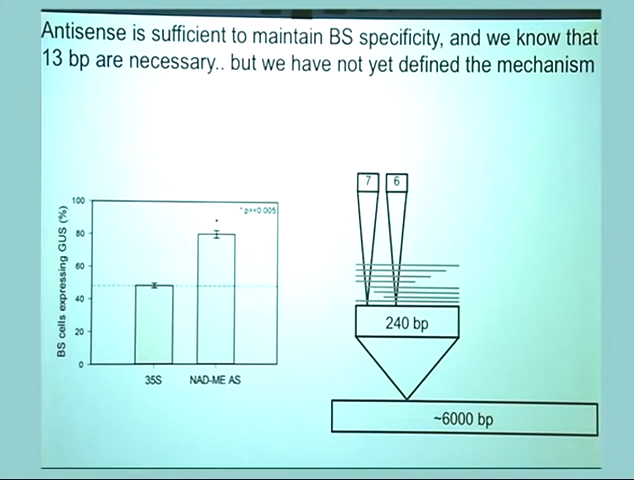 Antisense is sufficient to maintain BS specificity, and we know that
13 bp are necessary.. but we have not yet defined the mechanism
7 6
100
* p=<0.005
80
*
60
40
20
0
BS cells expressing GUS (%)
35S NAD-ME AS
240 bp
~6000 bp